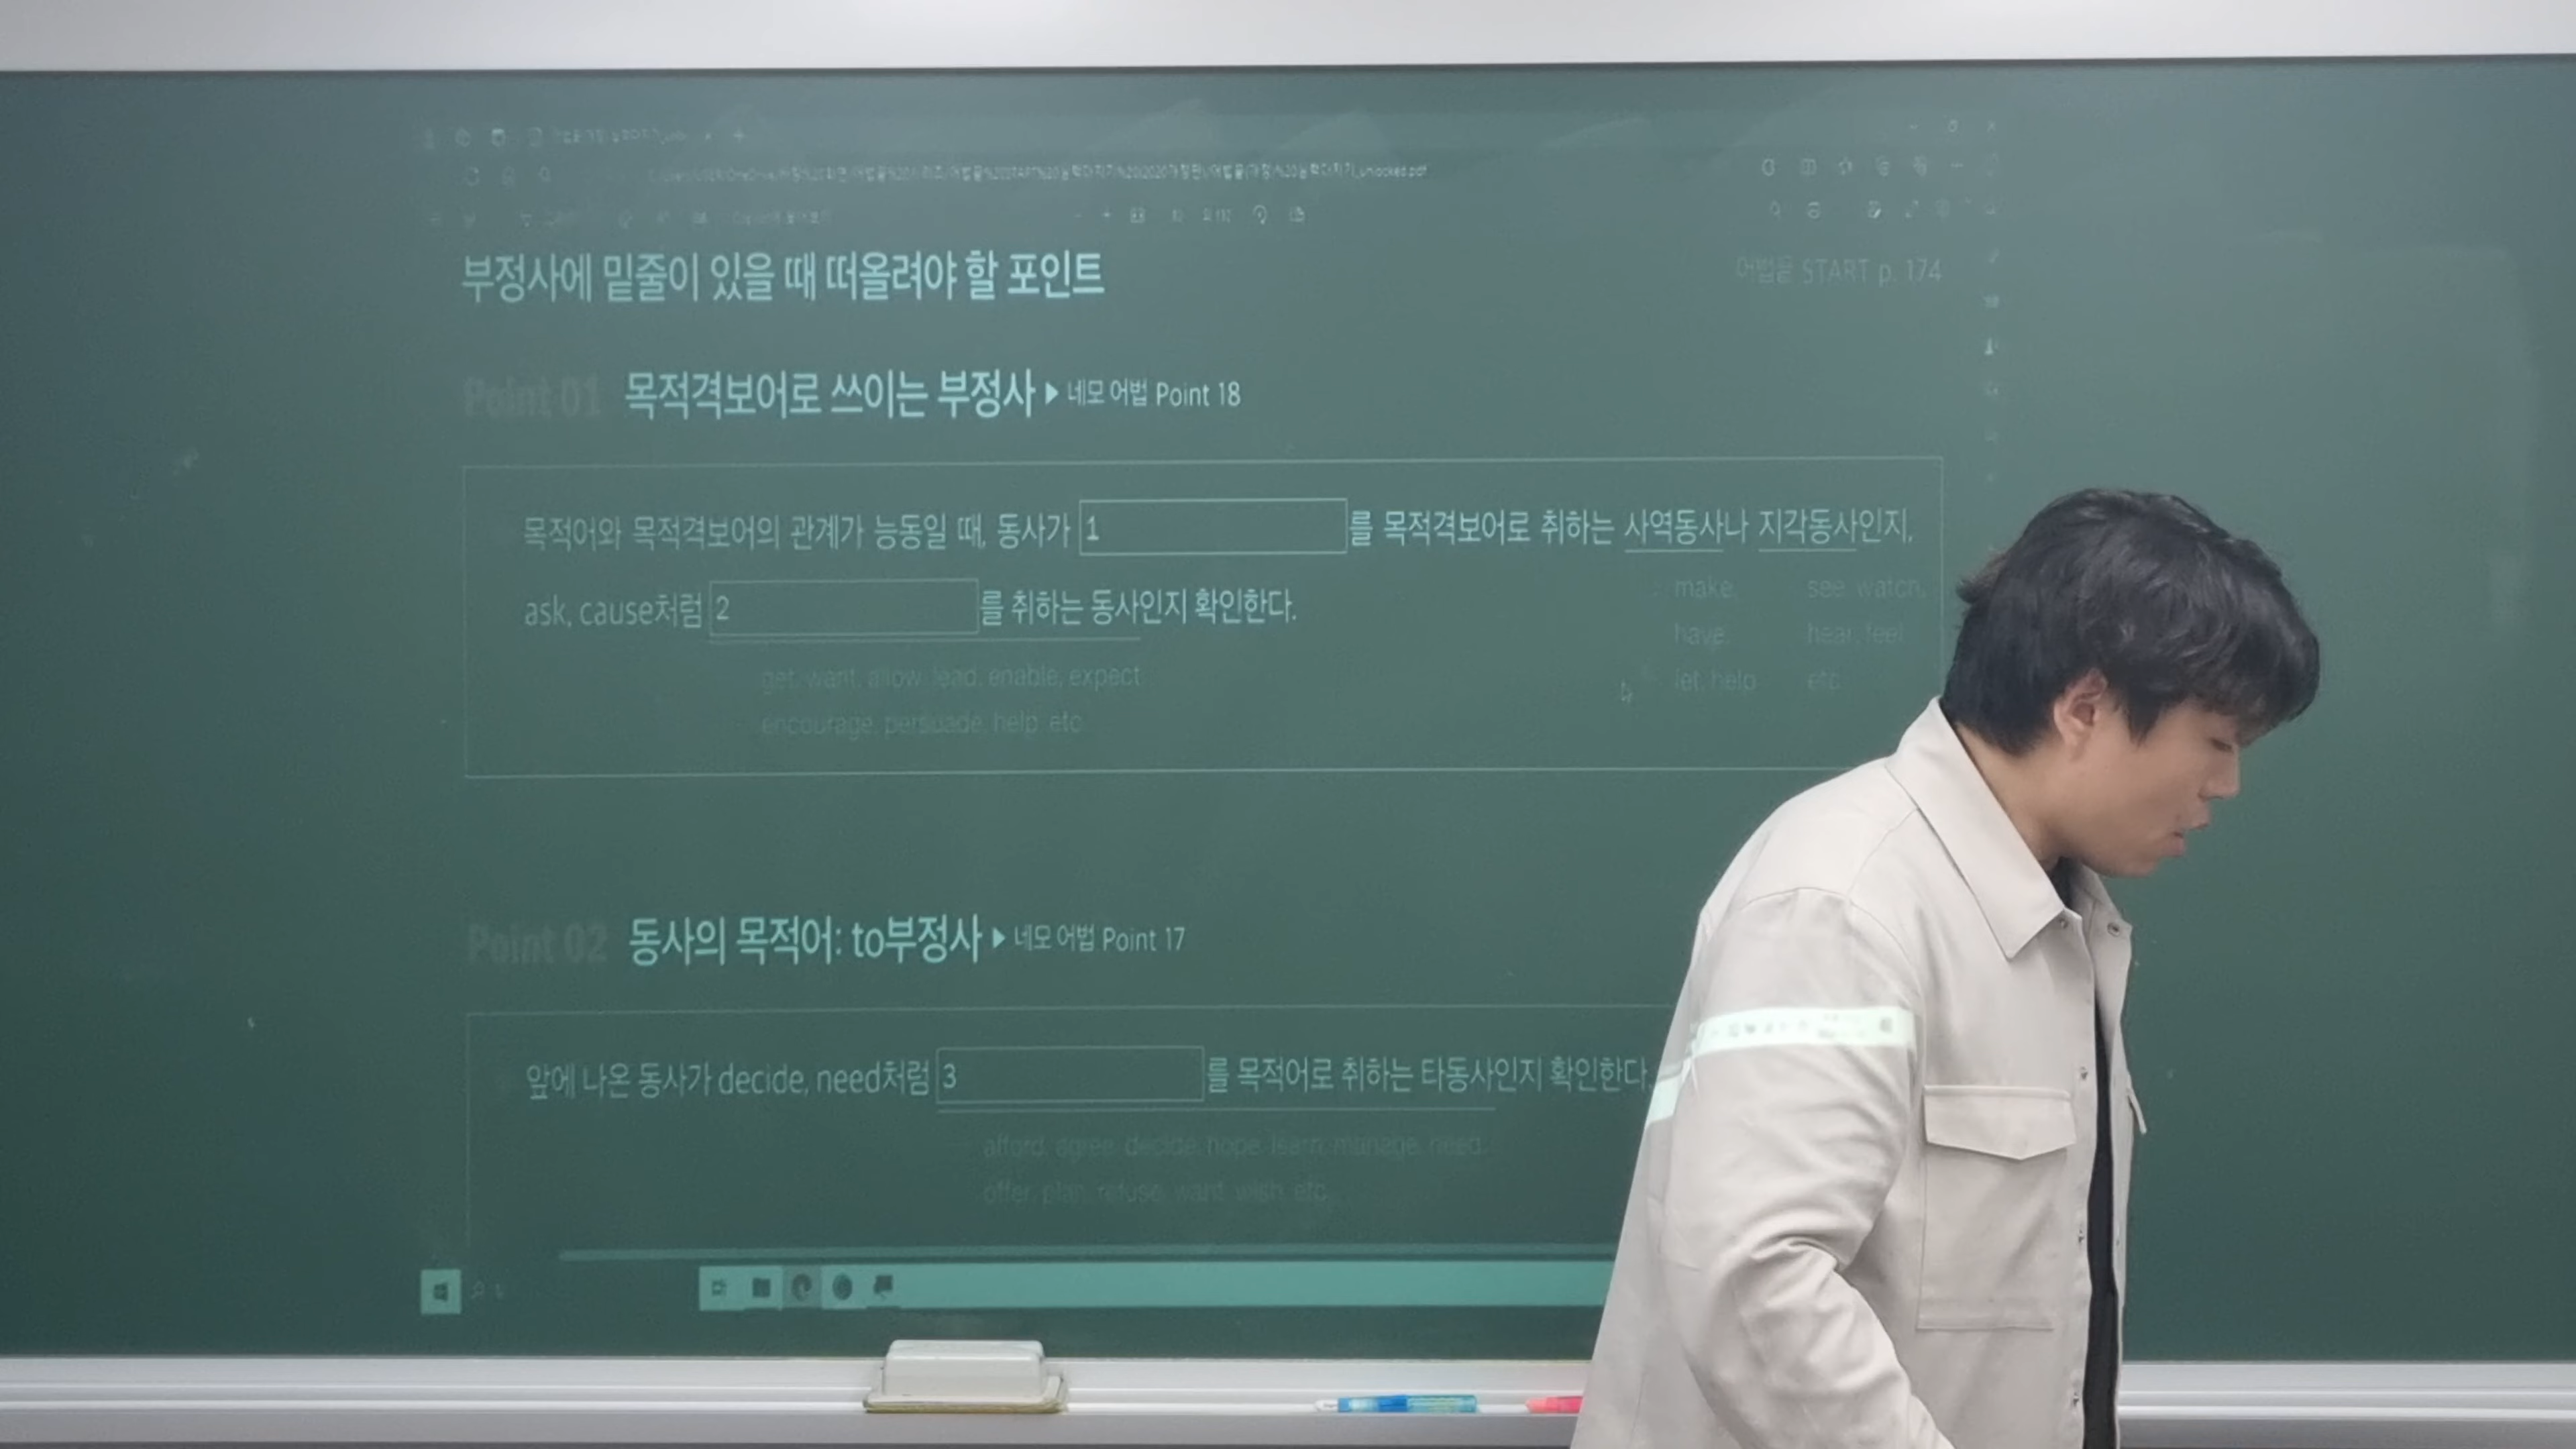 부정사에 밑줄이 있을 때 떠올려야 할 포인트
어법끝 START p. 174
Point 01 목적격보어로 쓰이는 부정사 ▶ 네모 어법 Point 18
목적어와 목적격보어의 관계가 능동일 때, 동사가 1 를 목적격보어로 취하는 사역동사나 지각동사인지,
make, see, watch,
ask, cause처럼 2 를 취하는 동사인지 확인한다.
have, hear, feel
get, want, allow, lead, enable, expect
let, help etc.
encourage, persuade, help, etc.
Point 02 동사의 목적어: to부정사 ▶ 네모 어법 Point 17
앞에 나온 동사가 decide, need처럼 3 를 목적어로 취하는 타동사인지 확인한다.
afford, agree, decide, hope, learn, manage, need,
offer, plan, refuse, want, wish, etc.